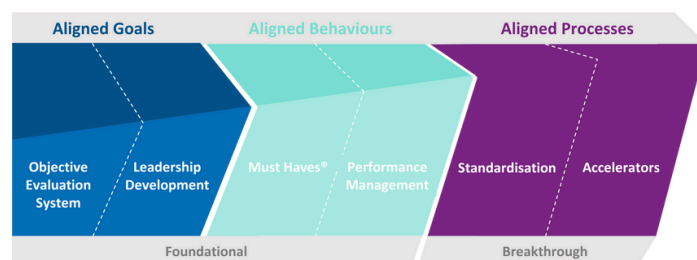 Aligned Goals
Aligned Behaviours
Aligned Processes
Objective
Evaluation
System
Leadership
Development
Must Haves®
Performance
Management
Standardisation
Accelerators
Foundational
Breakthrough